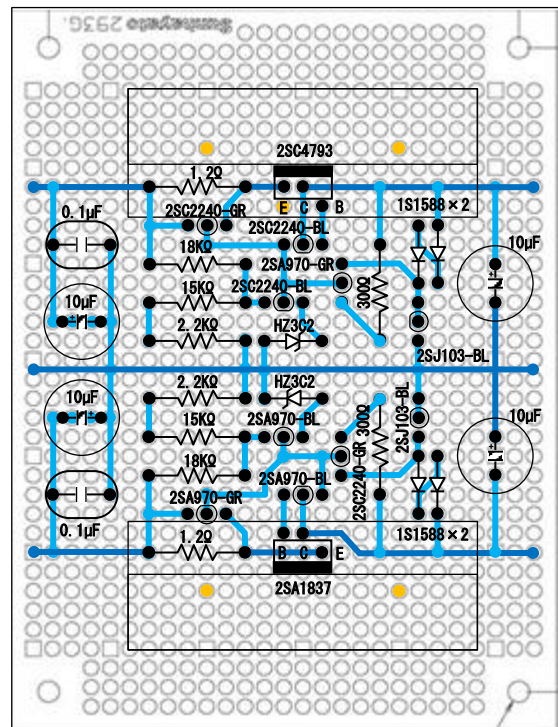 Sunhayato 293G.
2SC4793
1.2Ω
E C B
0.1μF
2SC2240-GR
1S1588×2
2SC2240-BL
18KΩ
10μF
2SA970-GR
2SC2240-BL
10μF
15KΩ
300Ω
2.2KΩ
HZ3C2
2SJ103-BL
2.2KΩ
HZ3C2
10μF
2SA970-BL
10μF
15KΩ
300Ω
2SJ103-BL
18KΩ
2SA970-BL
2SC2240-GR
2SA970-GR
0.1μF
1.2Ω
1S1588×2
B C E
2SA1837